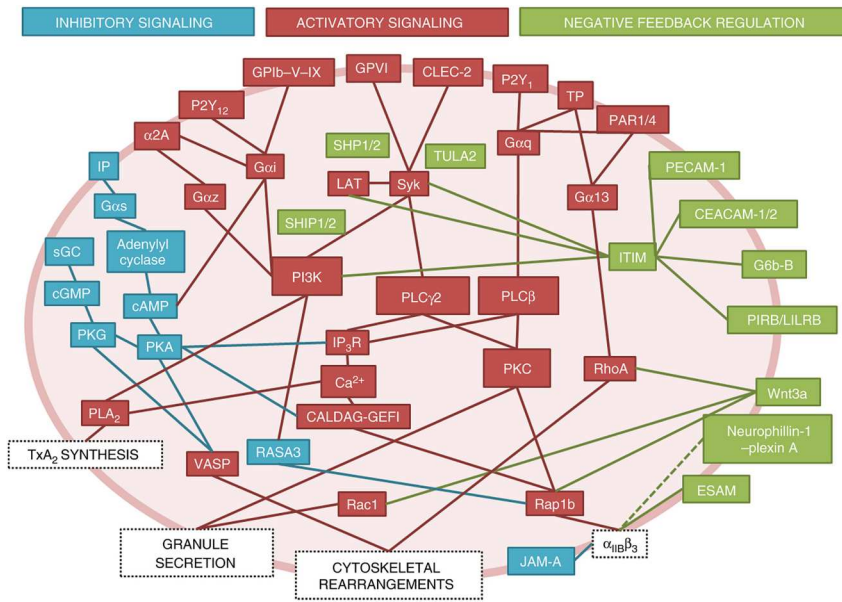 INHIBITORY SIGNALING
ACTIVATORY SIGNALING
NEGATIVE FEEDBACK REGULATION
GPIb–V–IX
GPVI
CLEC-2
P2Y₁
TP
P2Y₁₂
PAR1/4
α2A
SHP1/2
Gαq
TULA2
IP
Gαi
PECAM-1
LAT
Syk
Gαs
Gαz
Gα13
CEACAM-1/2
SHIP1/2
sGC
Adenylyl
cyclase
PI3K
ITIM
G6b-B
cGMP
cAMP
PLCγ2
PLCβ
PIRB/LILRB
PKG
PKA
IP₃R
PKC
RhoA
Ca²⁺
Wnt3a
PLA₂
CALDAG-GEFI
Neurophillin-1
–plexin A
TxA₂ SYNTHESIS
VASP
RASA3
ESAM
Rac1
Rap1b
GRANULE
SECRETION
CYTOSKELETAL
REARRANGEMENTS
αIIBβ₃
JAM-A